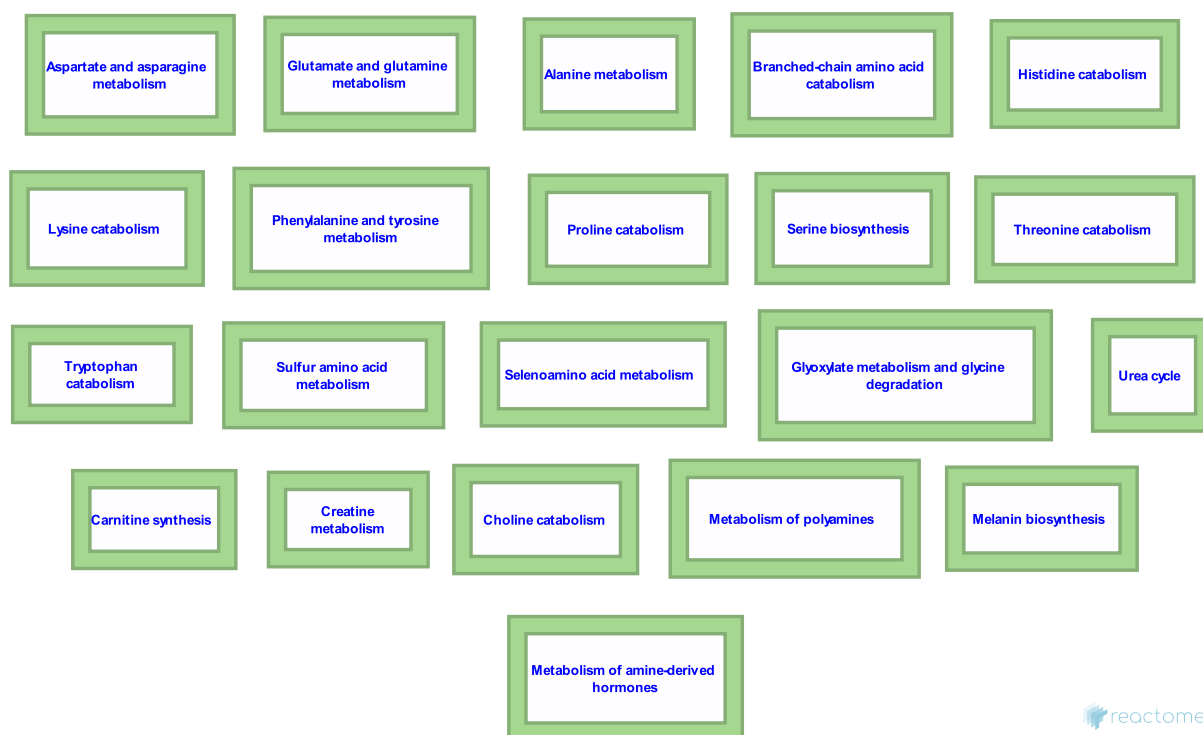 Aspartate and asparagine
metabolism
Glutamate and glutamine
metabolism
Alanine metabolism
Branched-chain amino acid
catabolism
Histidine catabolism
Lysine catabolism
Phenylalanine and tyrosine
metabolism
Proline catabolism
Serine biosynthesis
Threonine catabolism
Tryptophan
catabolism
Sulfur amino acid
metabolism
Selenoamino acid metabolism
Glyoxylate metabolism and glycine
degradation
Urea cycle
Carnitine synthesis
Creatine
metabolism
Choline catabolism
Metabolism of polyamines
Melanin biosynthesis
Metabolism of amine-derived
hormones
reactome